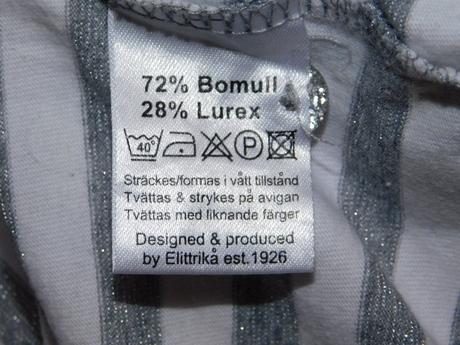 72% Bomull
28% Lurex
40°
P
Sträckes/formas i vått tillstånd
Tvättas & strykes på avigan
Tvättas med liknande färger
Designed & produced
by Elittrikå est.1926